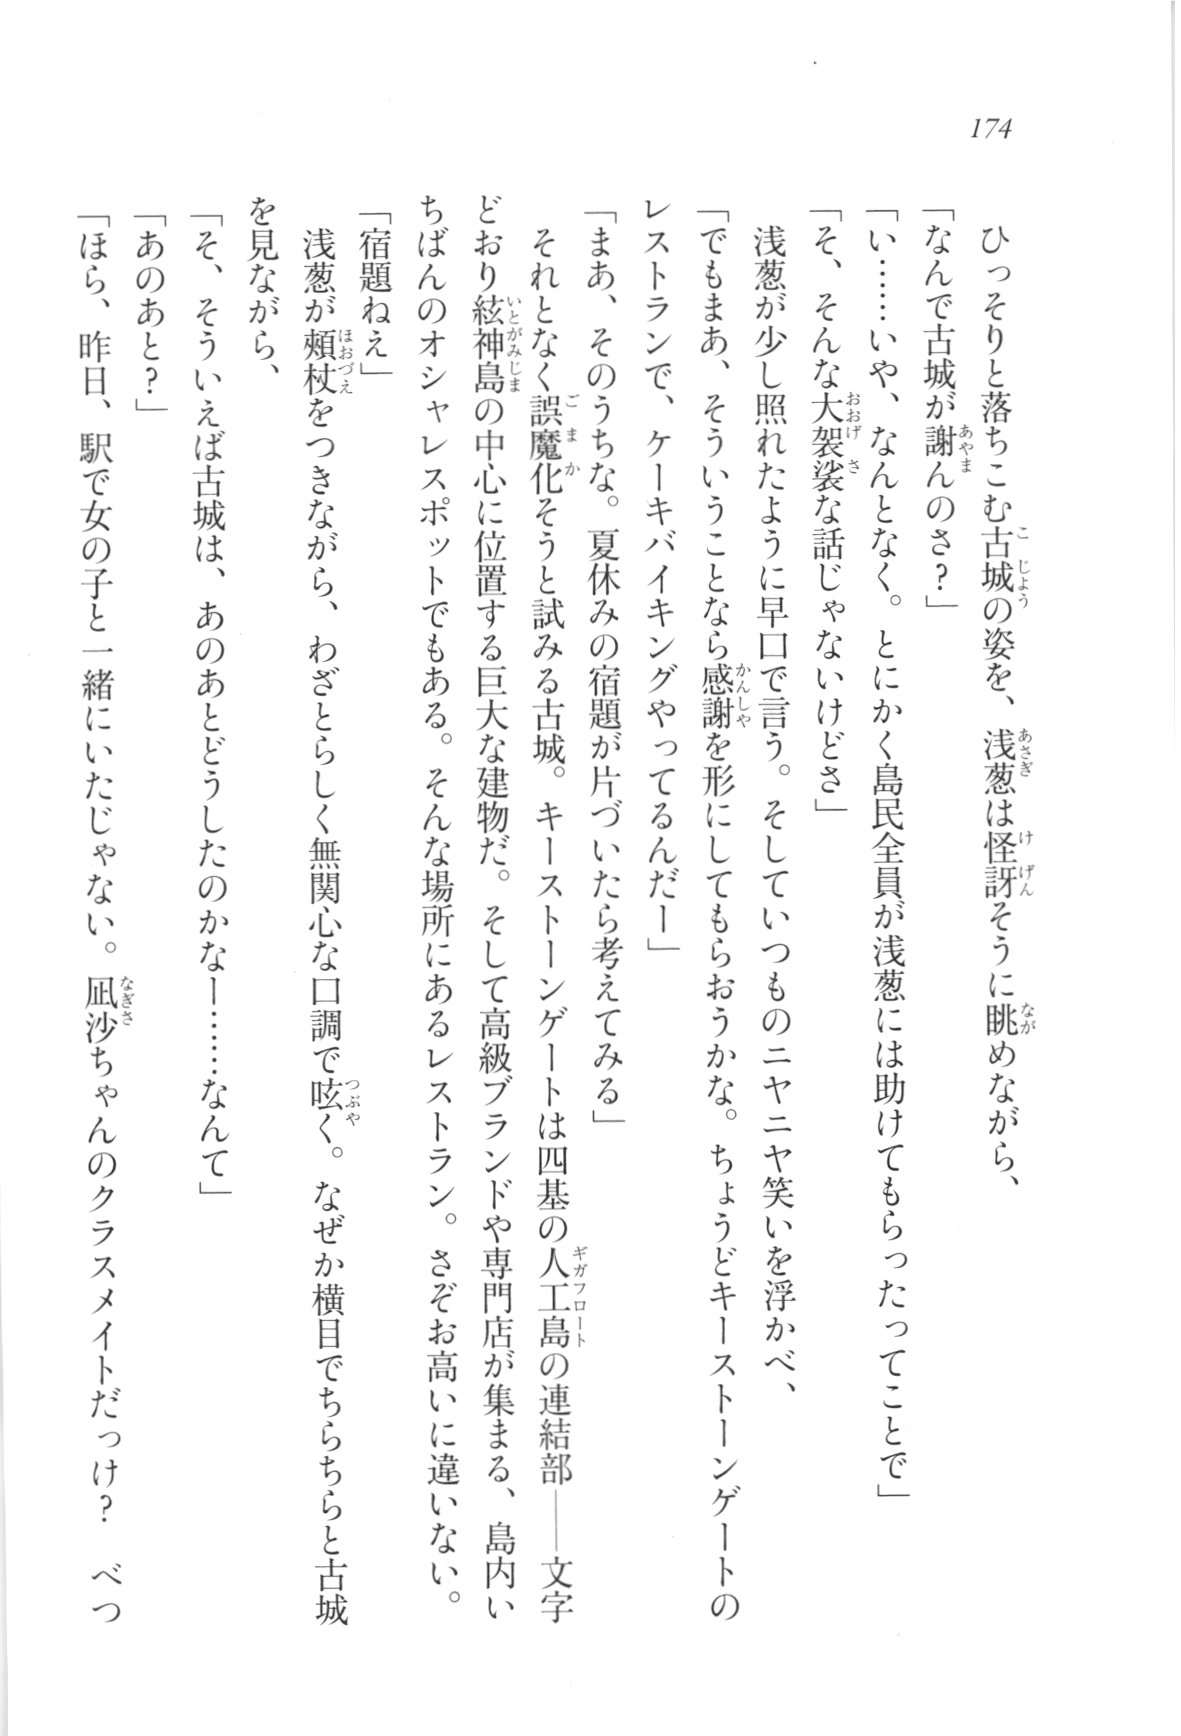 174
ひっそりと落ちこむ古城の姿を、浅葱は怪訝そうに眺めながら、
「なんで古城が謝んのさ？」
「い……いや、なんとなく。とにかく島民全員が浅葱には助けてもらったってことで」
「そ、そんな大袈裟な話じゃないけどさ」
浅葱が少し照れたように早口で言う。そしていつものニヤニヤ笑いを浮かべ、
「でもまあ、そういうことなら感謝を形にしてもらおうかな。ちょうどキーストーンゲートの
レストランで、ケーキバイキングやってるんだー」
「まあ、そのうちな。夏休みの宿題が片づいたら考えてみる」
それとなく誤魔化そうと試みる古城。キーストーンゲートは四基の人工島の連結部――文字
どおり絃神島の中心に位置する巨大な建物だ。そして高級ブランドや専門店が集まる、島内い
ちばんのオシャレスポットでもある。そんな場所にあるレストラン。さぞお高いに違いない。
「宿題ねえ」
浅葱が頰杖をつきながら、わざとらしく無関心な口調で呟く。なぜか横目でちらちらと古城
を見ながら、
「そ、そういえば古城は、あのあとどうしたのかなー……なんて」
「あのあと？」
「ほら、昨日、駅で女の子と一緒にいたじゃない。凪沙ちゃんのクラスメイトだっけ？　べつ